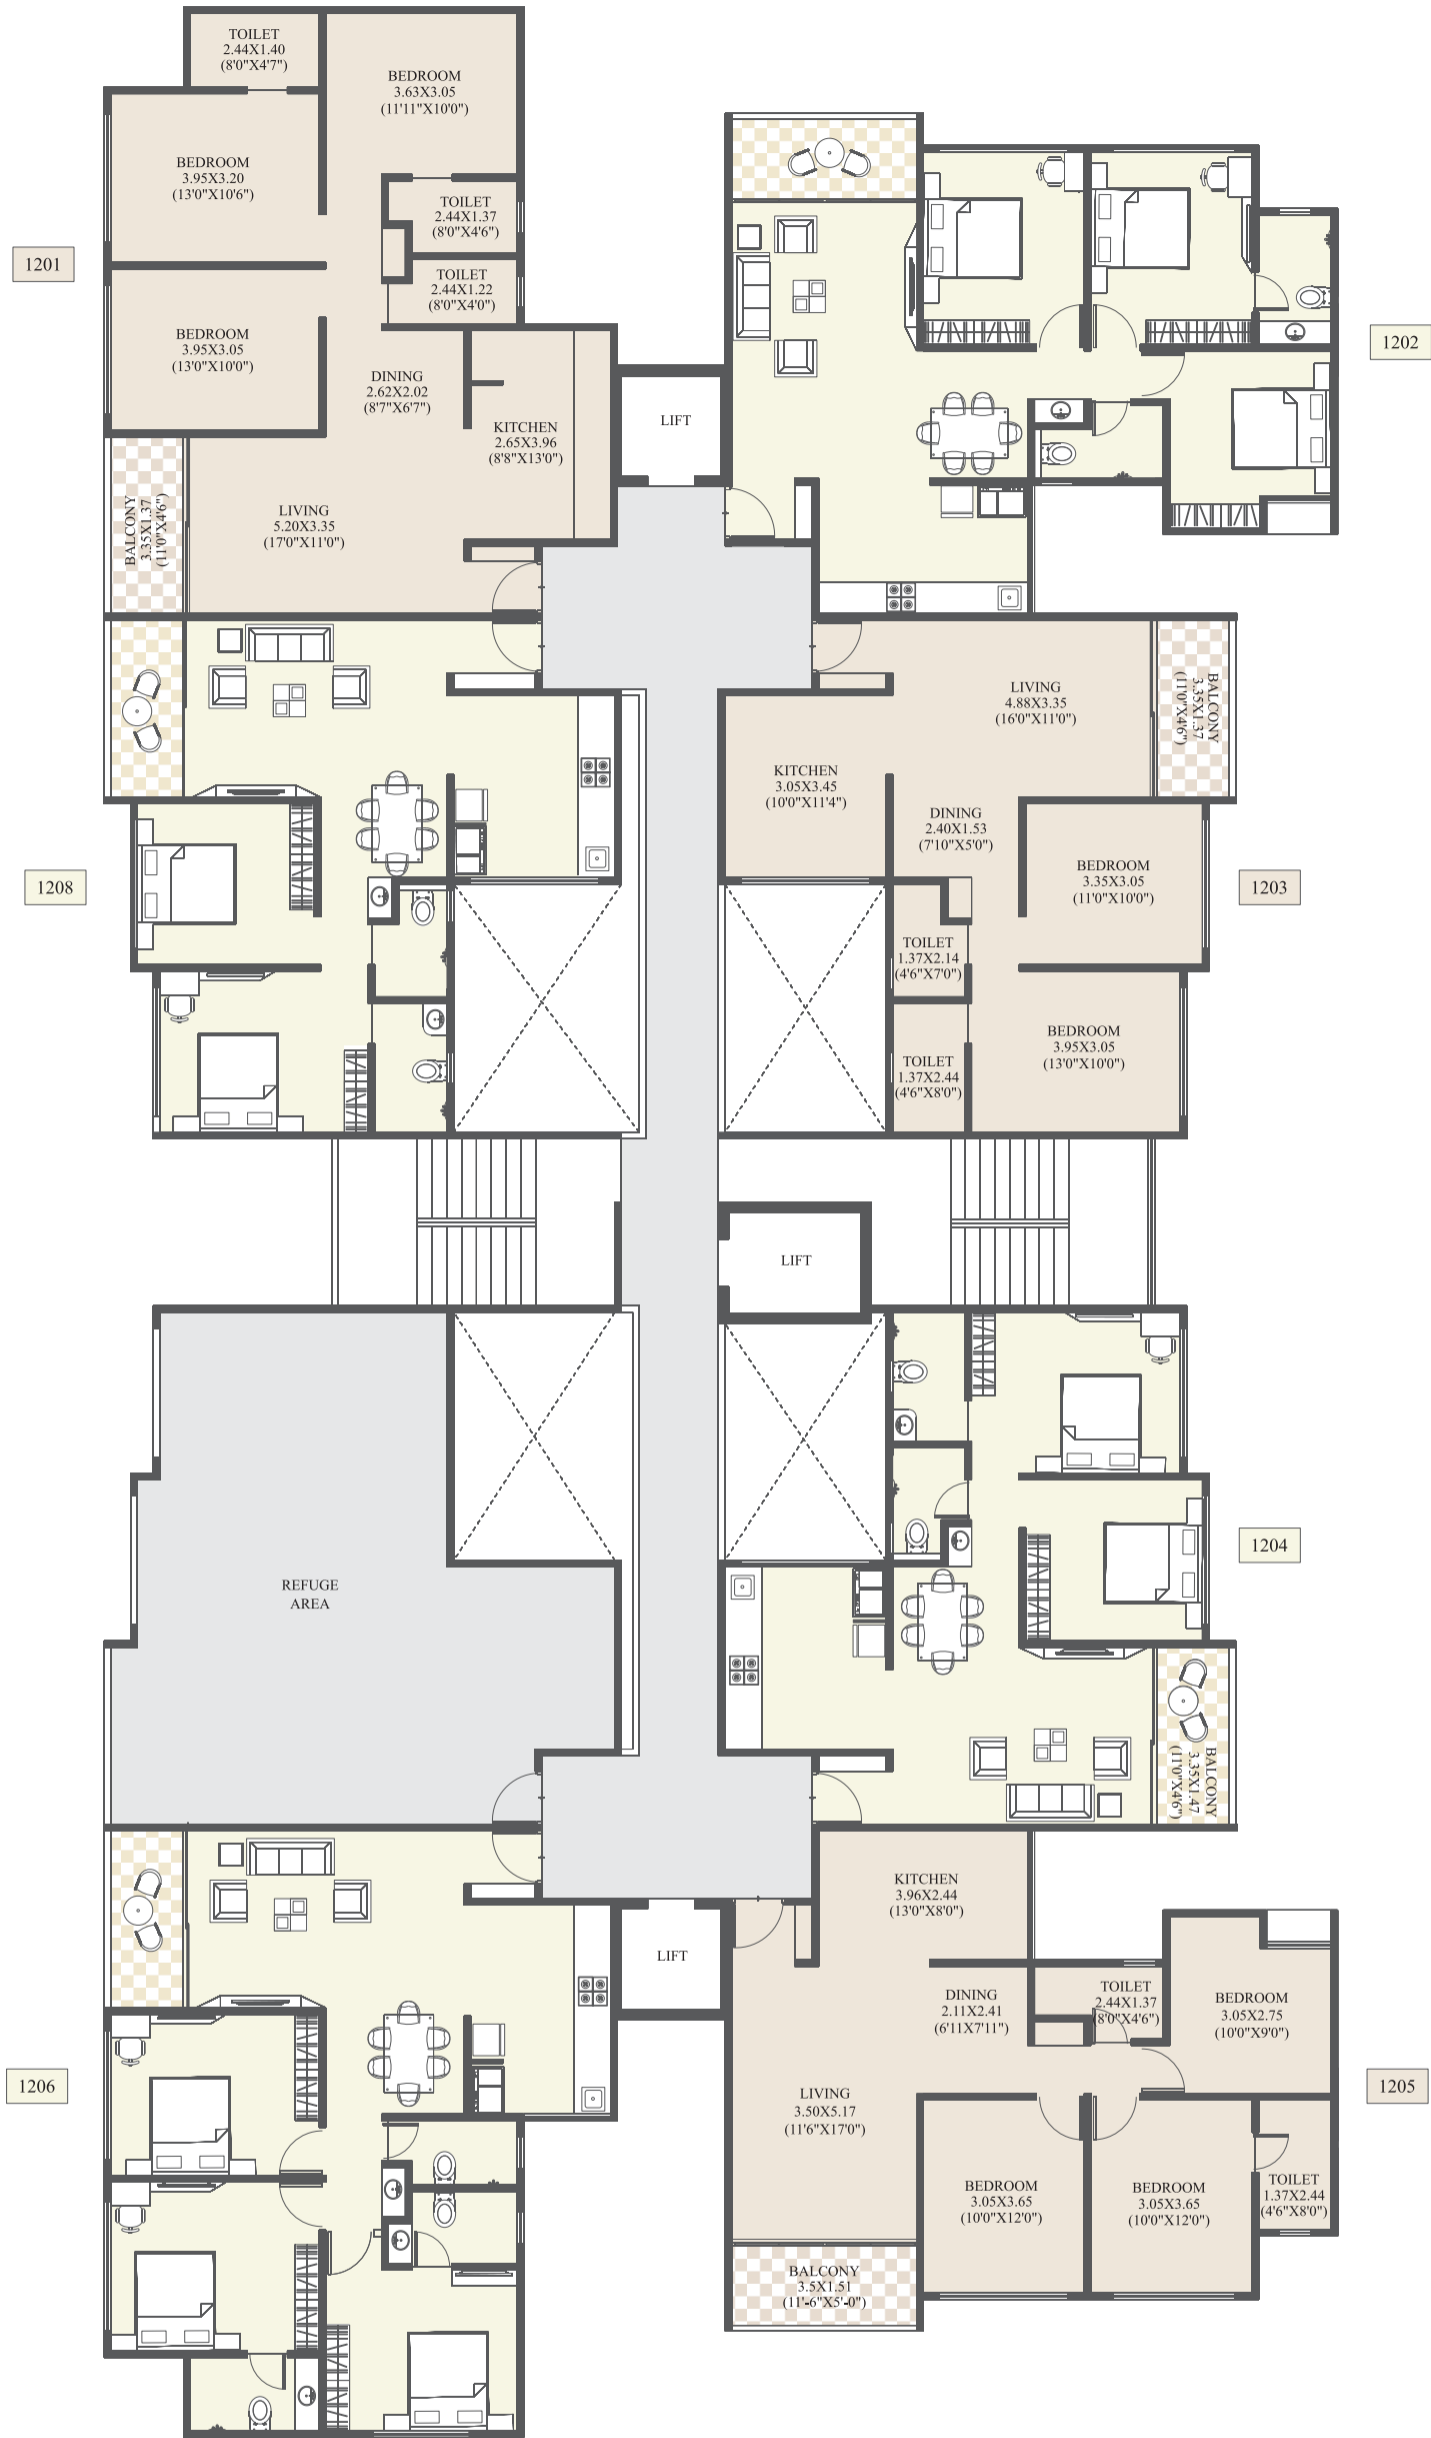 TOILET
2.44X1.40
(8'0"X4'7")
BEDROOM
3.63X3.05
(11'11"X10'0")
BEDROOM
3.95X3.20
(13'0"X10'6")
TOILET
2.44X1.37
(8'0"X4'6")
1201
TOILET
2.44X1.22
(8'0"X4'0")
BEDROOM
3.95X3.05
(13'0"X10'0")
DINING
2.62X2.02
(8'7"X6'7")
KITCHEN
2.65X3.96
(8'8"X13'0")
LIFT
1202
BALCONY
3.35X1.37
(11'0"X4'6")
LIVING
5.20X3.35
(17'0"X11'0")
LIVING
4.88X3.35
(16'0"X11'0")
BALCONY
3.35X1.37
(11'0"X4'6")
KITCHEN
3.05X3.45
(10'0"X11'4")
DINING
2.40X1.53
(7'10"X5'0")
BEDROOM
3.35X3.05
(11'0"X10'0")
1208
1203
TOILET
1.37X2.14
(4'6"X7'0")
BEDROOM
3.95X3.05
(13'0"X10'0")
TOILET
1.37X2.44
(4'6"X8'0")
LIFT
REFUGE
AREA
1204
BALCONY
3.35X1.47
(11'0"X4'6")
KITCHEN
3.96X2.44
(13'0"X8'0")
LIFT
DINING
2.11X2.41
(6'11X7'11")
TOILET
2.44X1.37
(8'0"X4'6")
BEDROOM
3.05X2.75
(10'0"X9'0")
1206
1205
LIVING
3.50X5.17
(11'6"X17'0")
BEDROOM
3.05X3.65
(10'0"X12'0")
BEDROOM
3.05X3.65
(10'0"X12'0")
TOILET
1.37X2.44
(4'6"X8'0")
BALCONY
3.5X1.51
(11'-6"X5'-0")